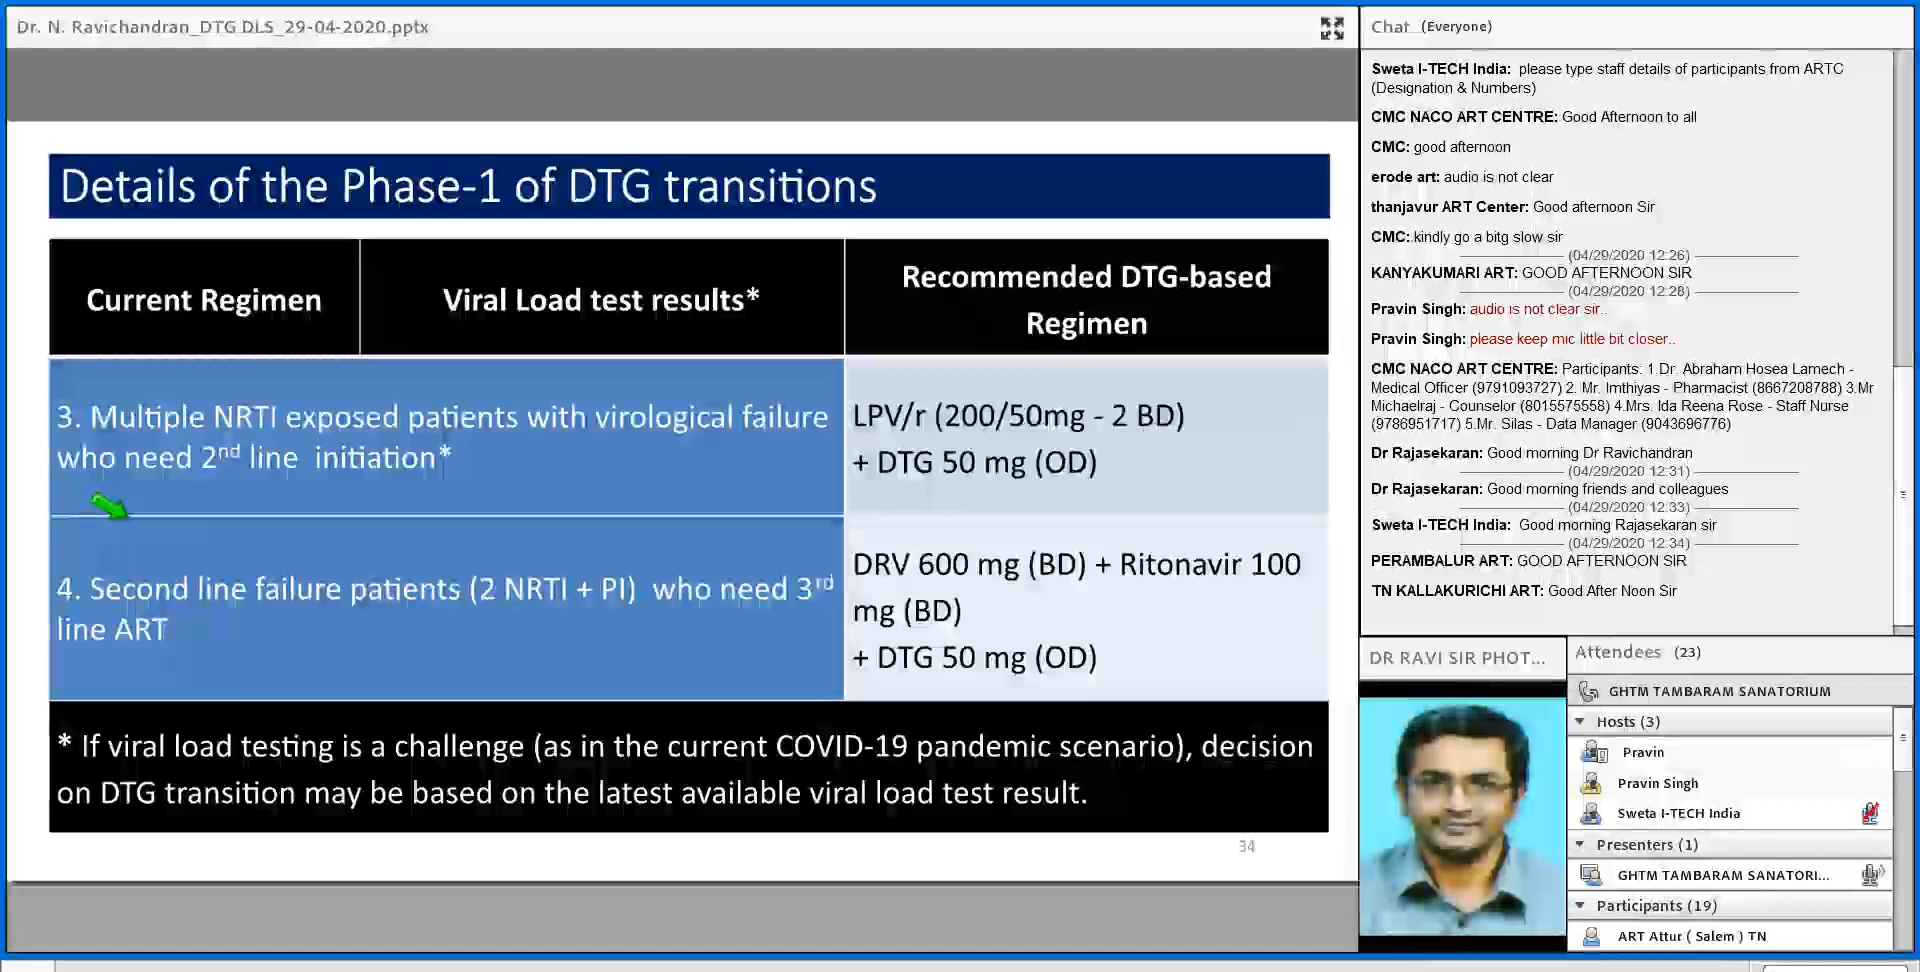 Dr. N. Ravichandran_DTG DLS_29-04-2020.pptx
Details of the Phase-1 of DTG transitions
Current Regimen
Viral Load test results*
Recommended DTG-based
Regimen
3. Multiple NRTI exposed patients with virological failure
who need 2nd line initiation*
LPV/r (200/50mg - 2 BD)
+ DTG 50 mg (OD)
4. Second line failure patients (2 NRTI + PI) who need 3rd
line ART
DRV 600 mg (BD) + Ritonavir 100
mg (BD)
+ DTG 50 mg (OD)
* If viral load testing is a challenge (as in the current COVID-19 pandemic scenario), decision
on DTG transition may be based on the latest available viral load test result.
34
Chat (Everyone)
Sweta I-TECH India: please type staff details of participants from ARTC
(Designation & Numbers)
CMC NACO ART CENTRE: Good Afternoon to all
CMC: good afternoon
erode art: audio is not clear
thanjavur ART Center: Good afternoon Sir
CMC: kindly go a bitg slow sir
(04/29/2020 12:26)
KANYAKUMARI ART: GOOD AFTERNOON SIR
(04/29/2020 12:28)
Pravin Singh: audio is not clear sir..
Pravin Singh: please keep mic little bit closer..
CMC NACO ART CENTRE: Participants: 1.Dr. Abraham Hosea Lamech -
Medical Officer (9791093727) 2. Mr. Imthiyas - Pharmacist (8667208788) 3.Mr
Michaelraj - Counselor (8015575558) 4.Mrs. Ida Reena Rose - Staff Nurse
(9786951717) 5.Mr. Silas - Data Manager (9043696776)
Dr Rajasekaran: Good morning Dr Ravichandran
(04/29/2020 12:31)
Dr Rajasekaran: Good morning friends and colleagues
(04/29/2020 12:33)
Sweta I-TECH India: Good morning Rajasekaran sir
(04/29/2020 12:34)
PERAMBALUR ART: GOOD AFTERNOON SIR
TN KALLAKURICHI ART: Good After Noon Sir
DR RAVI SIR PHOT...
Attendees (23)
GHTM TAMBARAM SANATORIUM
Hosts (3)
Pravin
Pravin Singh
Sweta I-TECH India
Presenters (1)
GHTM TAMBARAM SANATORI...
Participants (19)
ART Attur ( Salem ) TN